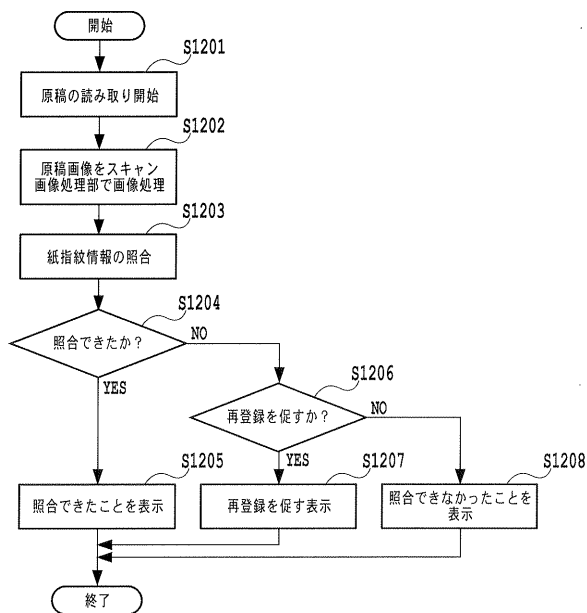 開始
S1201
原稿の読み取り開始
S1202
原稿画像をスキャン
画像処理部で画像処理
S1203
紙指紋情報の照合
S1204
照合できたか？
NO
YES
S1206
再登録を促すか？
NO
YES
S1205
照合できたことを表示
S1207
再登録を促す表示
S1208
照合できなかったことを
表示
終了